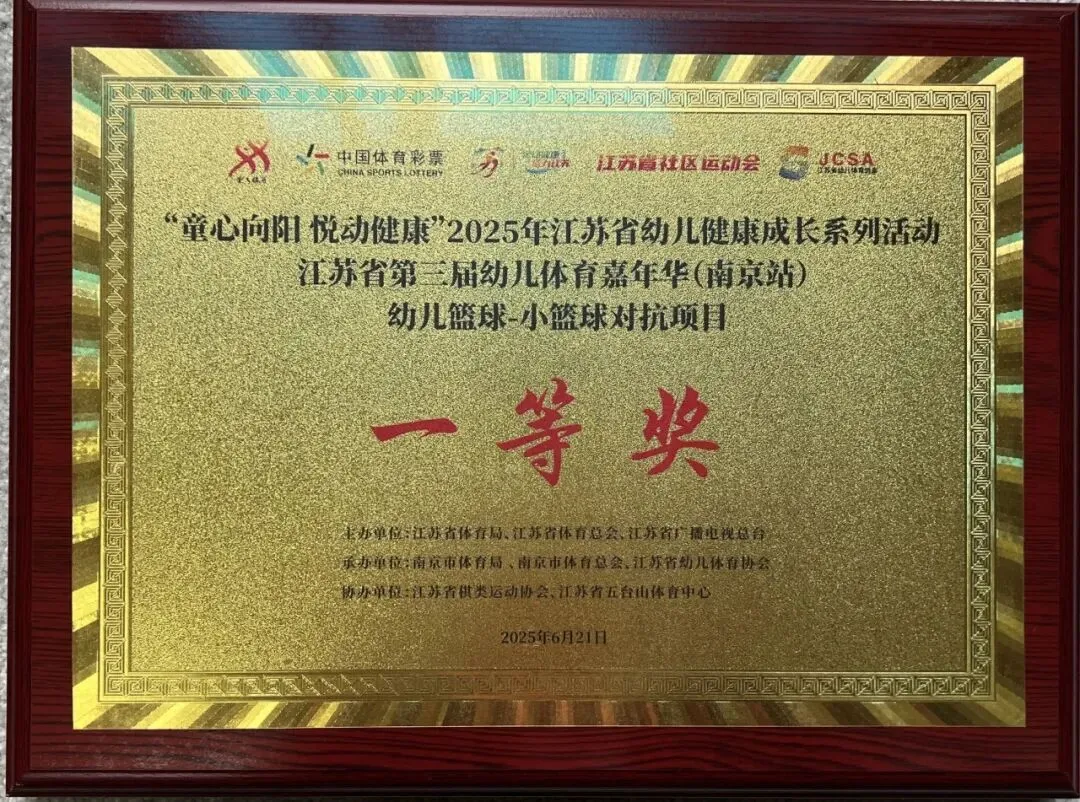 中国体育彩票
CHINA SPORTS LOTTERY
江苏省社区运动会
JCSA
“童心向阳 悦动健康”2025年江苏省幼儿健康成长系列活动
江苏省第三届幼儿体育嘉年华(南京站)
幼儿篮球-小篮球对抗项目
一等奖
主办单位:江苏省体育局、江苏省体育总会、江苏省广播电视总台
承办单位:南京市体育局、南京市体育总会、江苏省幼儿体育协会
协办单位:江苏省棋类运动协会、江苏省五台山体育中心
2025年6月21日